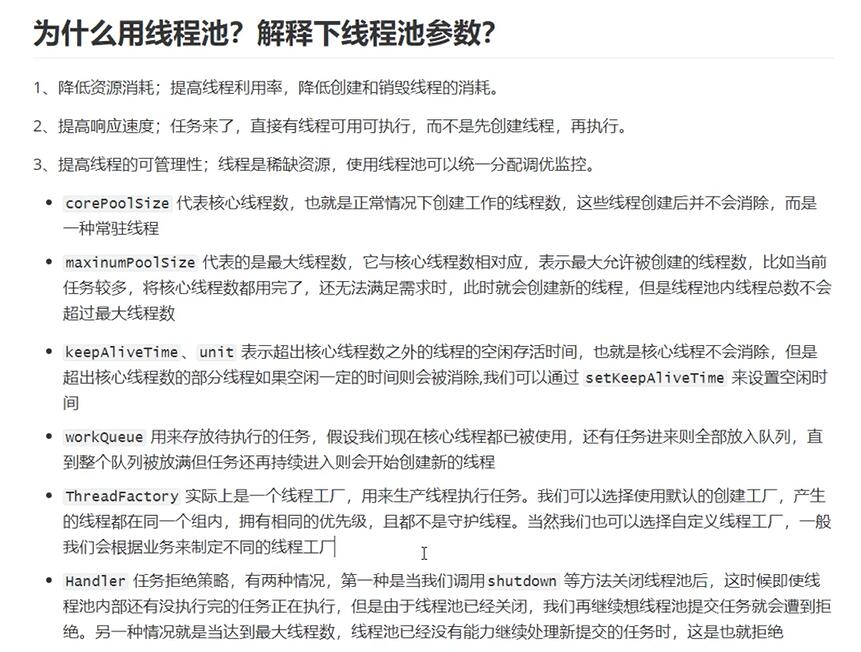 为什么用线程池？解释下线程池参数？
1、降低资源消耗；提高线程利用率，降低创建和销毁线程的消耗。
2、提高响应速度；任务来了，直接有线程可用可执行，而不是先创建线程，再执行。
3、提高线程的可管理性；线程是稀缺资源，使用线程池可以统一分配调优监控。
• corePoolSize 代表核心线程数，也就是正常情况下创建工作的线程数，这些线程创建后并不会消除，而是
一种常驻线程
• maxinumPoolSize 代表的是最大线程数，它与核心线程数相对应，表示最大允许被创建的线程数，比如当前
任务较多，将核心线程数都用完了，还无法满足需求时，此时就会创建新的线程，但是线程池内线程总数不会
超过最大线程数
• keepAliveTime、unit 表示超出核心线程数之外的线程的空闲存活时间，也就是核心线程不会消除，但是
超出核心线程数的部分线程如果空闲一定的时间则会被消除,我们可以通过 setKeepAliveTime 来设置空闲时
间
• workQueue 用来存放待执行的任务，假设我们现在核心线程都已被使用，还有任务进来则全部放入队列，直
到整个队列被放满但任务还再持续进入则会开始创建新的线程
• ThreadFactory 实际上是一个线程工厂，用来生产线程执行任务。我们可以选择使用默认的创建工厂，产生
的线程都在同一个组内，拥有相同的优先级，且都不是守护线程。当然我们也可以选择自定义线程工厂，一般
我们会根据业务来制定不同的线程工厂
• Handler 任务拒绝策略，有两种情况，第一种是当我们调用shutdown 等方法关闭线程池后，这时候即使线
程池内部还有没执行完的任务正在执行，但是由于线程池已经关闭，我们再继续想线程池提交任务就会遭到拒
绝。另一种情况就是当达到最大线程数，线程池已经没有能力继续处理新提交的任务时，这是也就拒绝